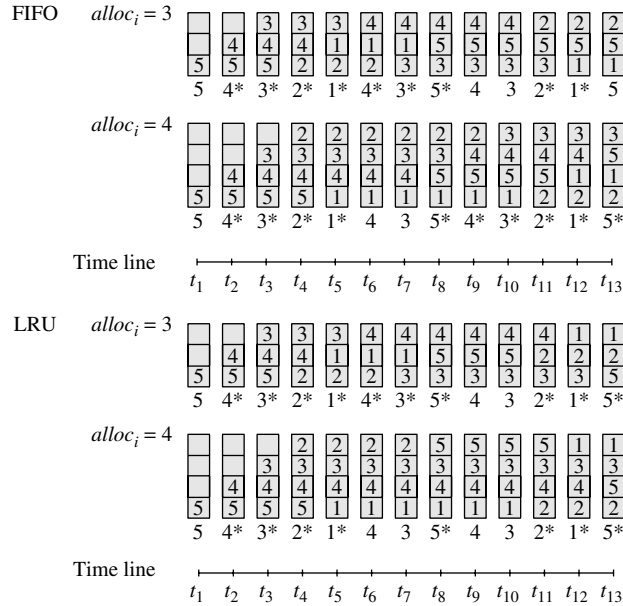 FIFO alloc_i = 3 3 3 3 4 4 4 4 4 2 2 2
4 4 4 1 1 1 5 5 5 5 5 5
5 5 5 2 2 2 3 3 3 3 3 1 1
5 4* 3* 2* 1* 4* 3* 5* 4 3 2* 1* 5
alloc_i = 4 2 2 2 2 2 2 3 3 3 3
3 3 3 3 3 3 4 4 4 4 5
4 4 4 4 4 4 5 5 5 5 1 1
5 5 5 5 1 1 1 1 1 1 2 2 2
5 4* 3* 2* 1* 4 3 5* 4* 3* 2* 1* 5*
Time line
t1 t2 t3 t4 t5 t6 t7 t8 t9 t10 t11 t12 t13
LRU alloc_i = 3 3 3 3 4 4 4 4 4 4 1 1
4 4 4 1 1 1 5 5 5 2 2 2
5 5 5 2 2 2 3 3 3 3 3 3 5
5 4* 3* 2* 1* 4* 3* 5* 4 3 2* 1* 5*
alloc_i = 4 2 2 2 2 5 5 5 5 1 1
3 3 3 3 3 3 3 3 3 3 3
4 4 4 4 4 4 4 4 4 4 4 5
5 5 5 5 1 1 1 1 1 1 2 2 2
5 4* 3* 2* 1* 4 3 5* 4 3 2* 1* 5*
Time line
t1 t2 t3 t4 t5 t6 t7 t8 t9 t10 t11 t12 t13